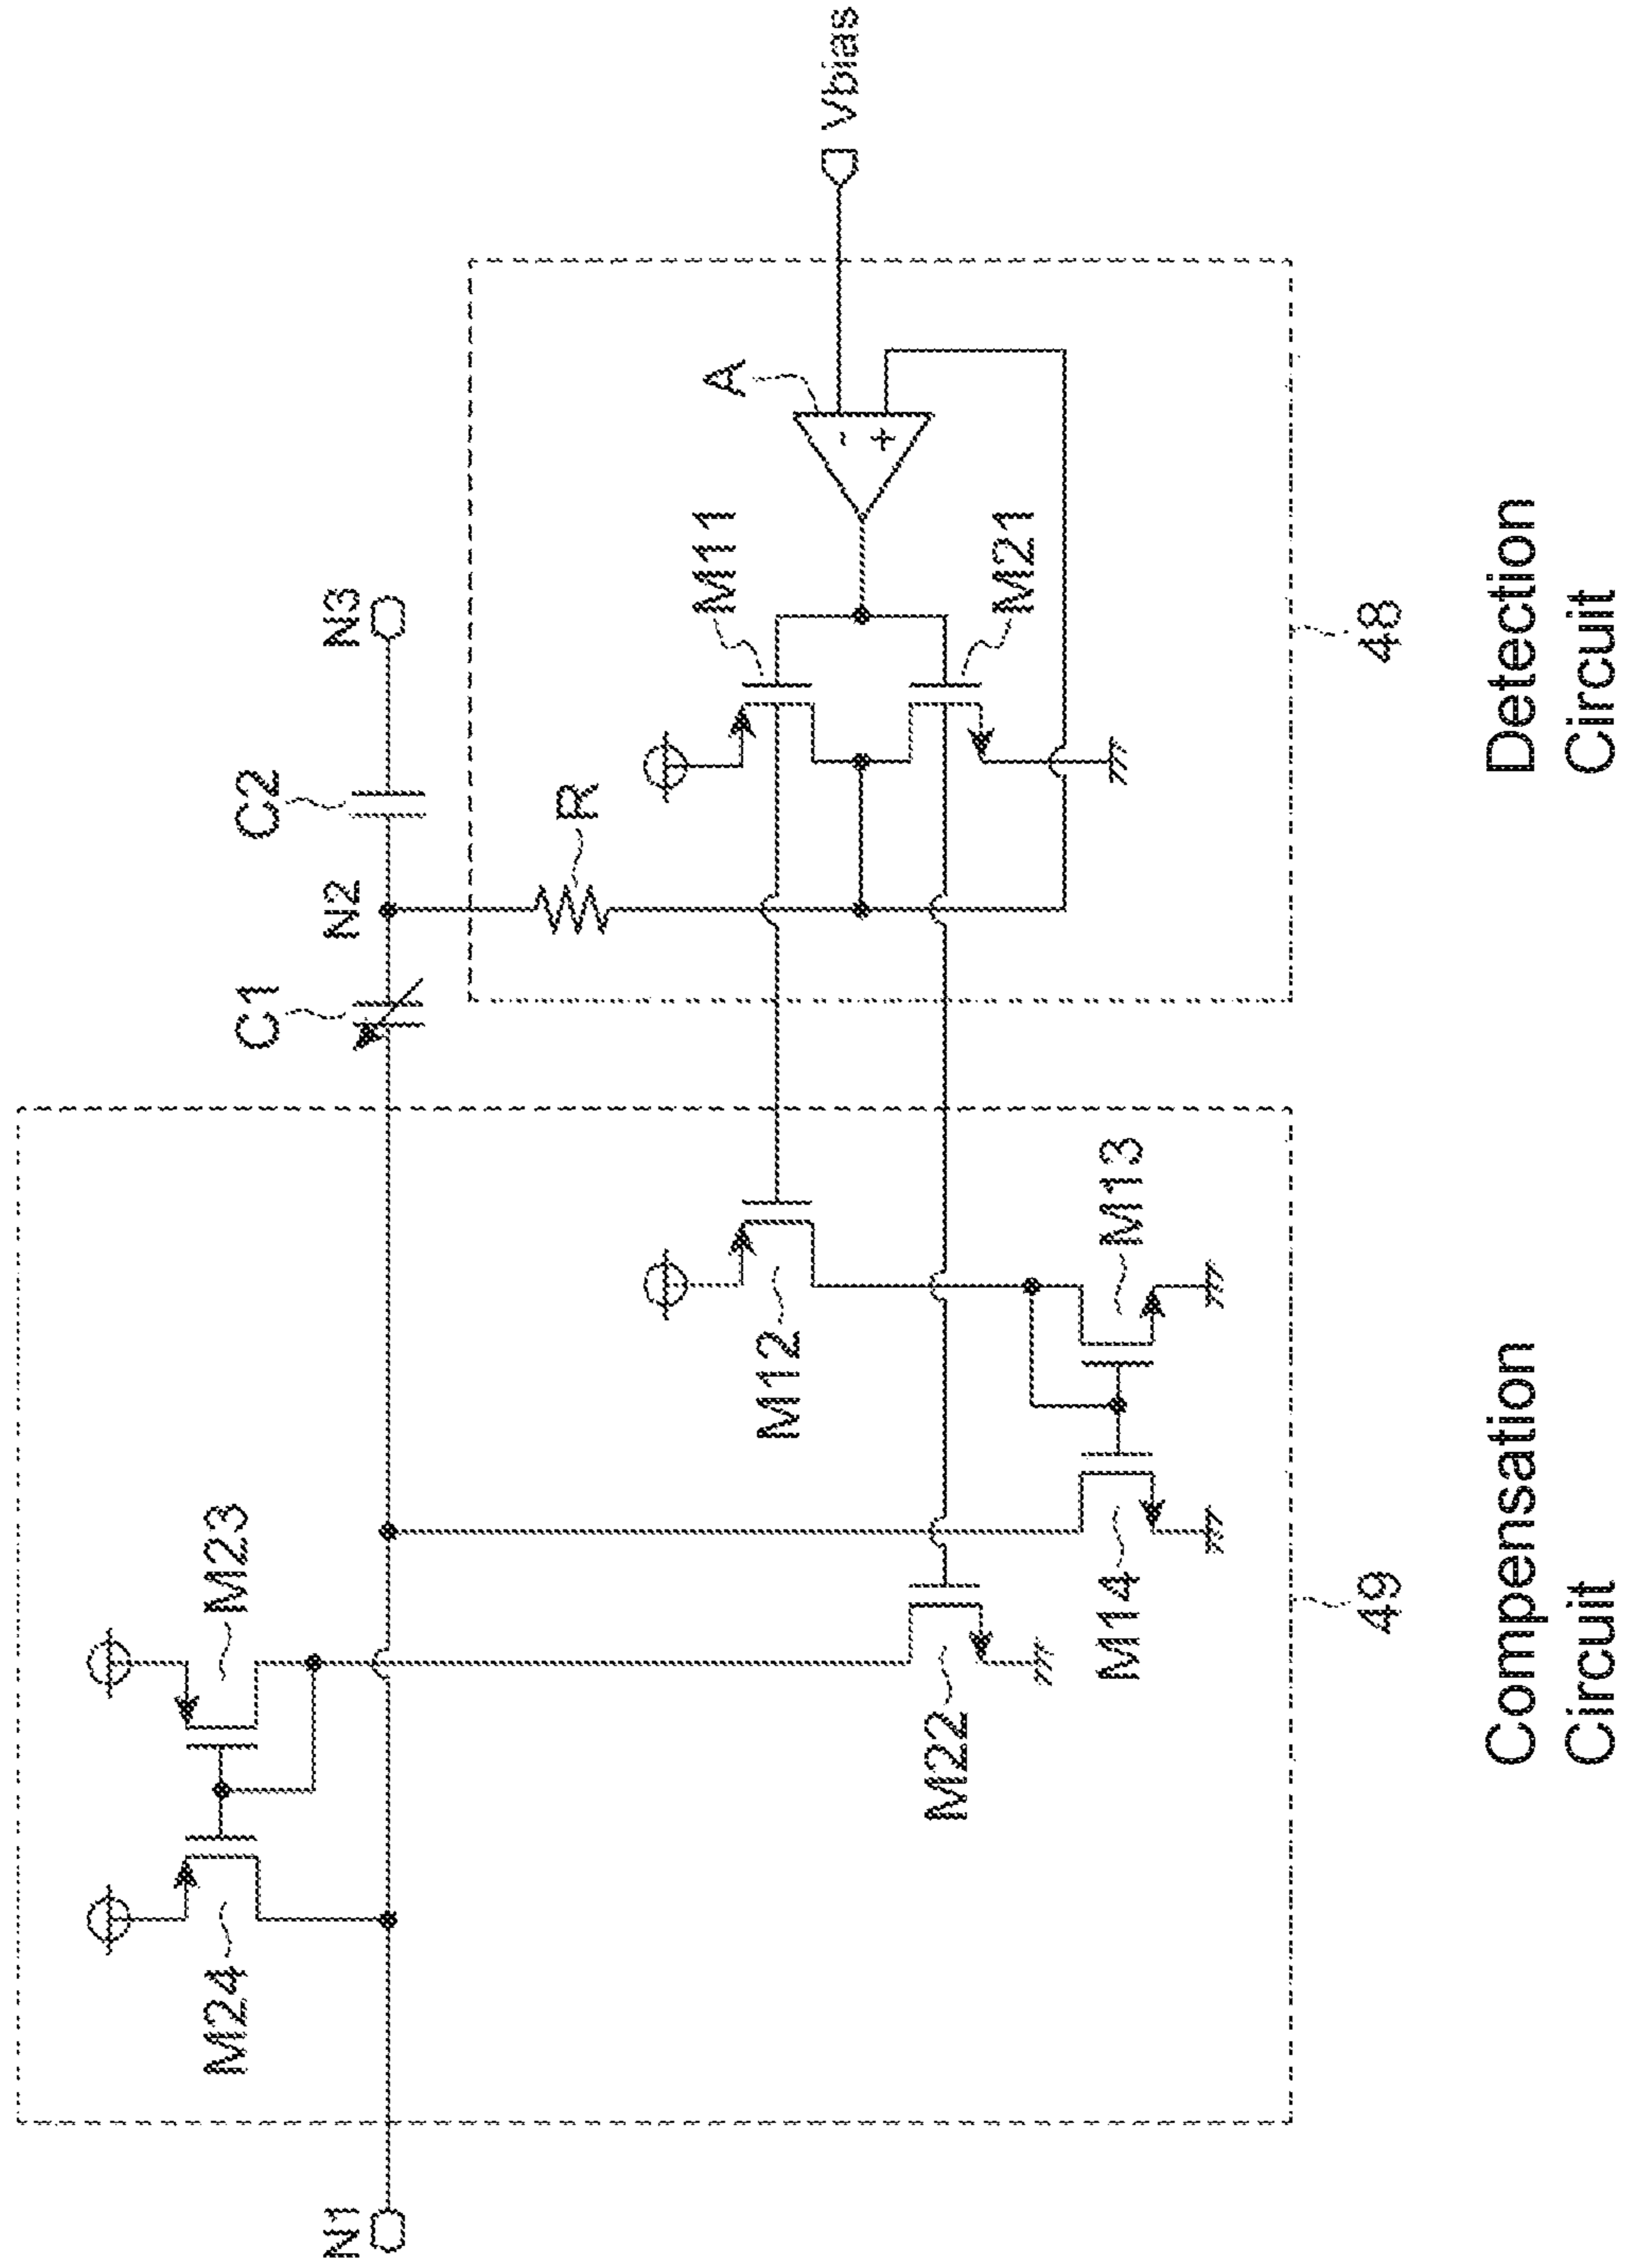 M24
M23
C1
C2
N1
N2
N3
R
M11
A
M12
Vbias
-
+
M22
M21
M14
M13
49
48
Compensation
Circuit
Detection
Circuit